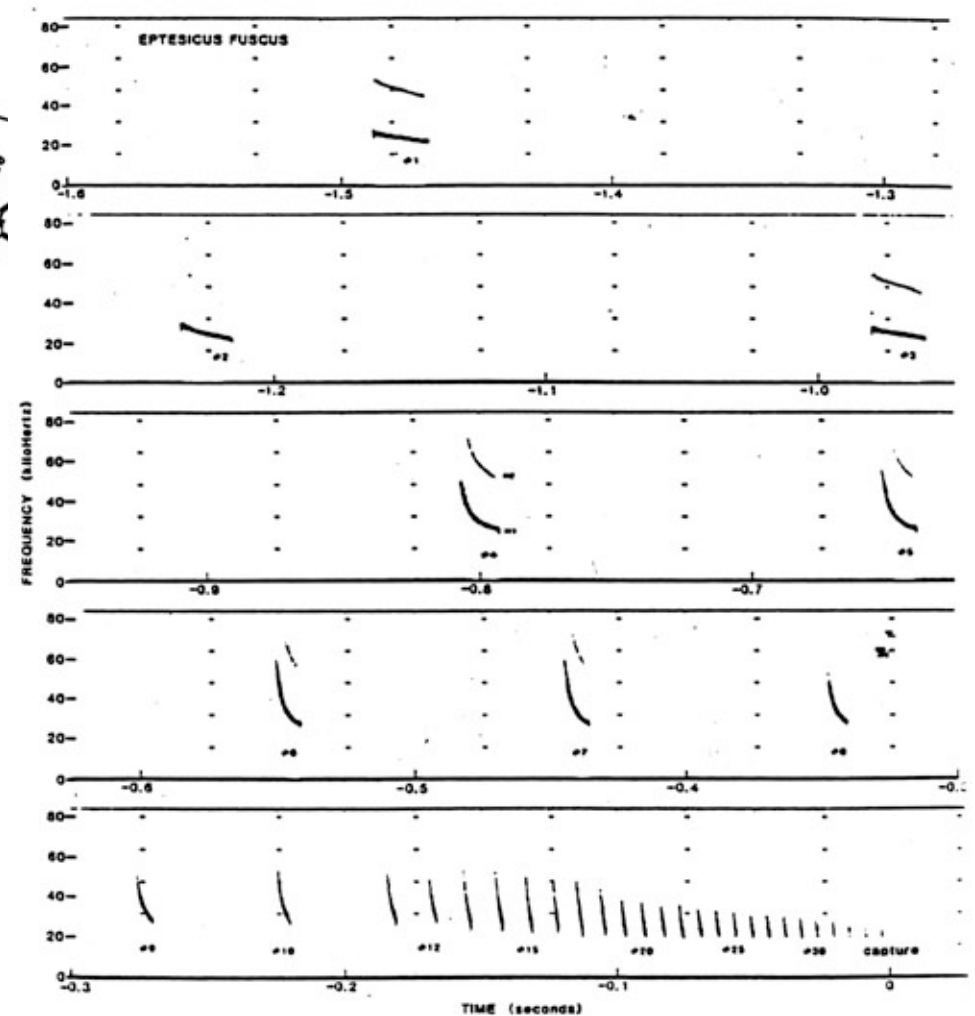 80
EPTESICUS FUSCUS
60
40
20
#1
0
-1.6 -1.5 -1.4 -1.3
80
60
40
20
#2 #3
0
-1.2 -1.1 -1.0
80
60
40
20
#4 #5
0
-0.9 -0.8 -0.7
80
60
40
20
#6 #7 #8
0
-0.6 -0.5 -0.4
80
60
40
20
#9 #10 #12 #15 #20 #25 #30 capture
0
-0.3 -0.2 -0.1 0
TIME (seconds)
FREQUENCY (kiloHertz)